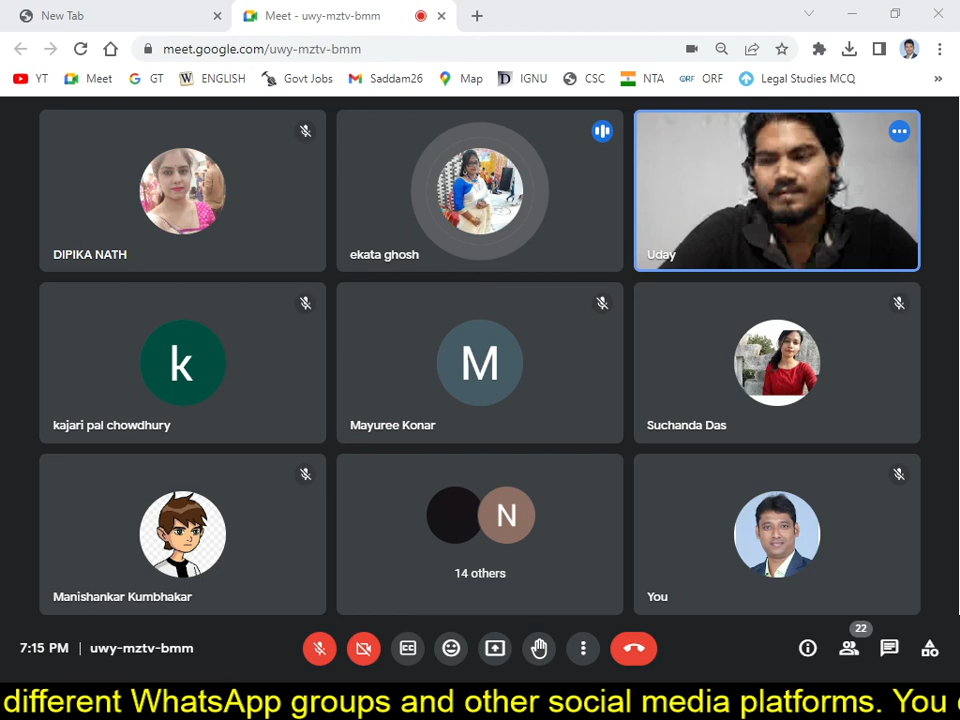 New Tab
Meet - uwy-mztv-bmm
meet.google.com/uwy-mztv-bmm
YT Meet GT ENGLISH Govt Jobs Saddam26 Map IGNU CSC NTA ORF ORF Legal Studies MCQ »
DIPIKA NATH
ekata ghosh
Uday
k
M
kajari pal chowdhury
Mayuree Konar
Suchanda Das
N
14 others
Manishankar Kumbhakar
You
22
7:15 PM | uwy-mztv-bmm
different WhatsApp groups and other social media platforms. You